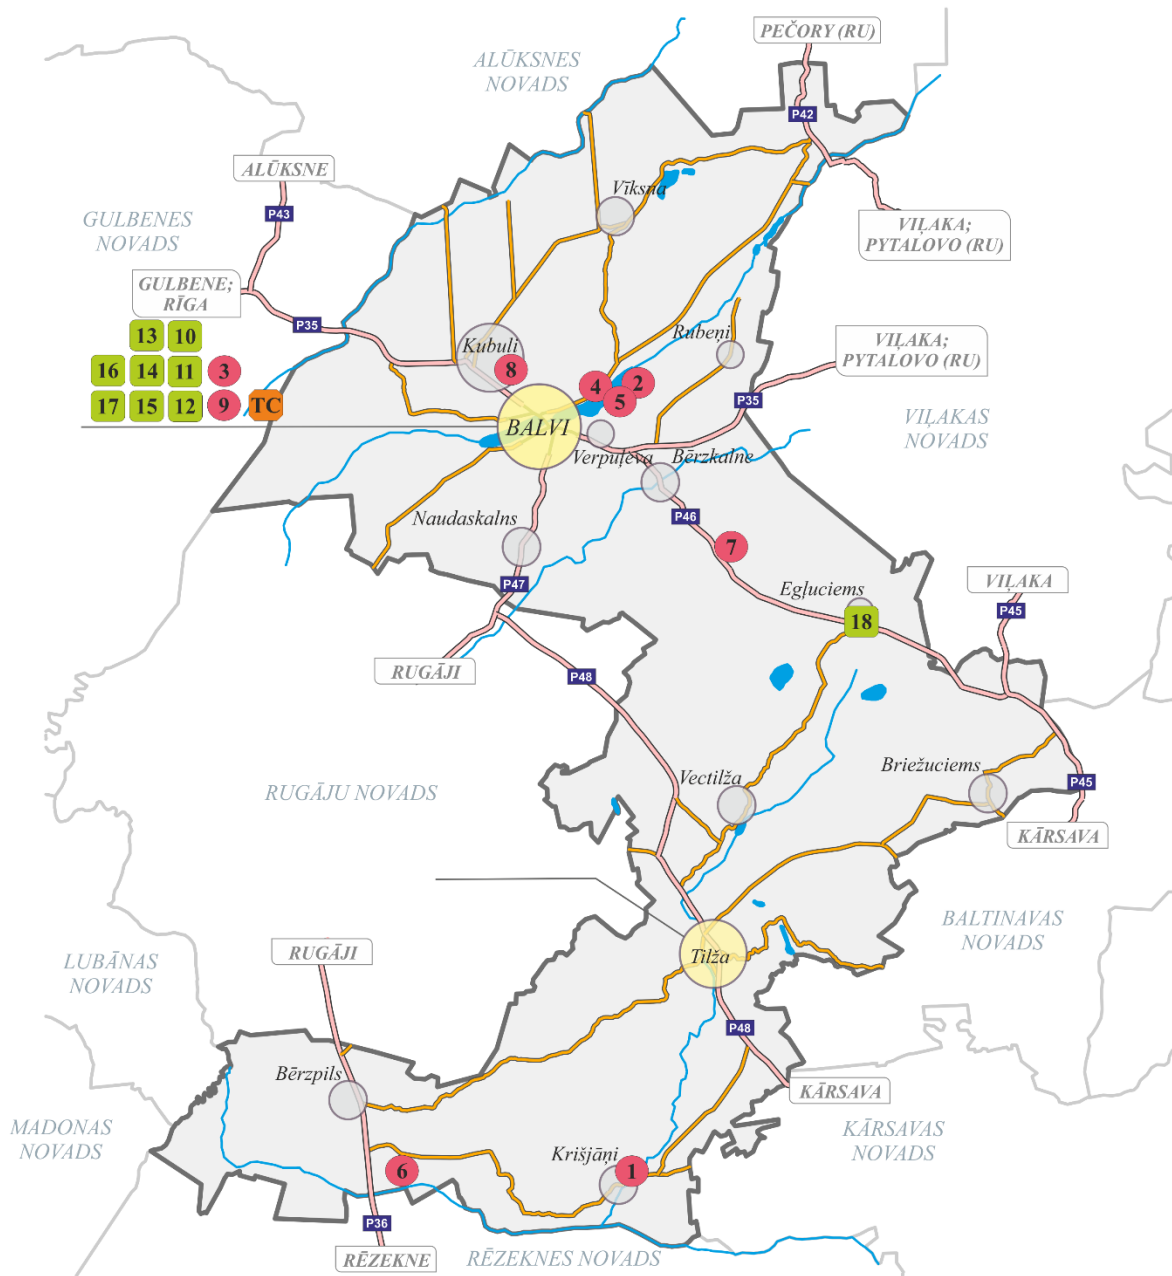 PEČORY (RU)
ALŪKSNES
NOVADS
P42
ALŪKSNE
Vīksna
P43
GULBENES
NOVADS
VIĻAKA;
PYTALOVO (RU)
GULBENE;
RĪGA
P35
13 10
16 14 11 3
17 15 12 9 TC
Kubuli
8
Rubeņi
VIĻAKA;
PYTALOVO (RU)
4 2
5
P35
BALVI
VIĻAKAS
NOVADS
Verpuļeva
Bērzkalne
Naudaskalns
P46
7
P47
Egļuciems
18
VIĻAKA
P45
RUGĀJI
P48
Vectilža
Briežuciems
RUGĀJU NOVADS
P45
KĀRSAVA
BALTINAVAS
NOVADS
RUGĀJI
Tilža
LUBĀNAS
NOVADS
P48
Bērzpils
KĀRSAVA
MADONAS
NOVADS
KĀRSAVAS
NOVADS
Krišjāņi
6
1
P36
RĒZEKNE
RĒZEKNES NOVADS